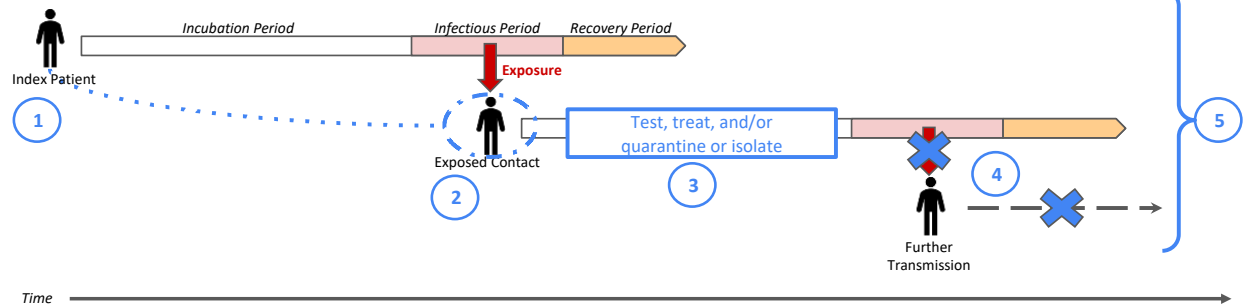 Incubation Period
Infectious Period
Recovery Period
Index Patient
Exposure
1
Test, treat, and/or
quarantine or isolate
5
Exposed Contact
2
3
4
Further
Transmission
Time